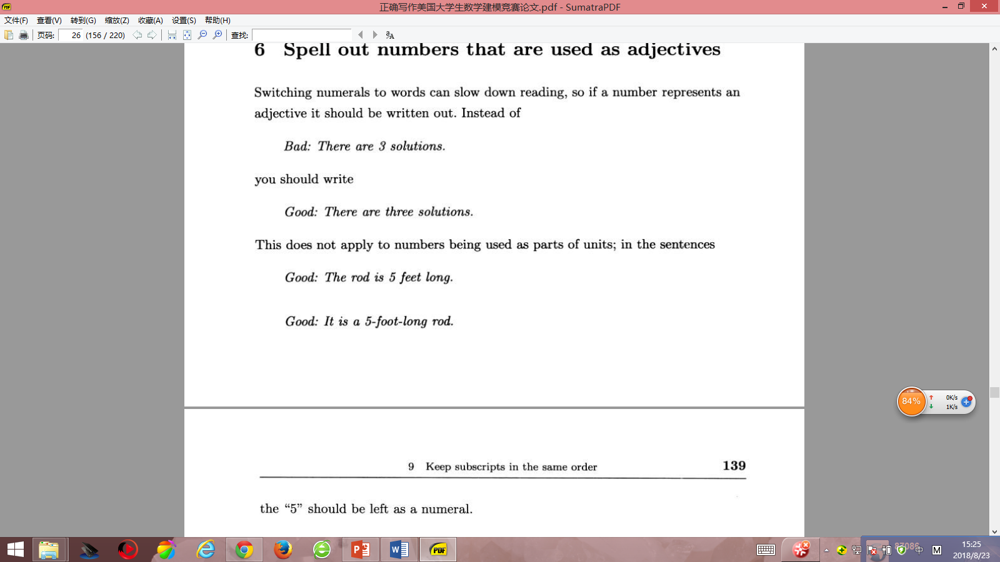 正确写作美国大学生数学建模竞赛论文.pdf - SumatraPDF
文件(F) 查看(V) 转到(G) 缩放(Z) 收藏(A) 设置(S) 帮助(H)
页码: 26 (156 / 220) 查找:
6 Spell out numbers that are used as adjectives
Switching numerals to words can slow down reading, so if a number represents an
adjective it should be written out. Instead of
Bad: There are 3 solutions.
you should write
Good: There are three solutions.
This does not apply to numbers being used as parts of units; in the sentences
Good: The rod is 5 feet long.
Good: It is a 5-foot-long rod.
84% 0K/s
1K/s
9 Keep subscripts in the same order 139
the “5” should be left as a numeral.
PDF
87086
中 M
15:25
2018/8/23